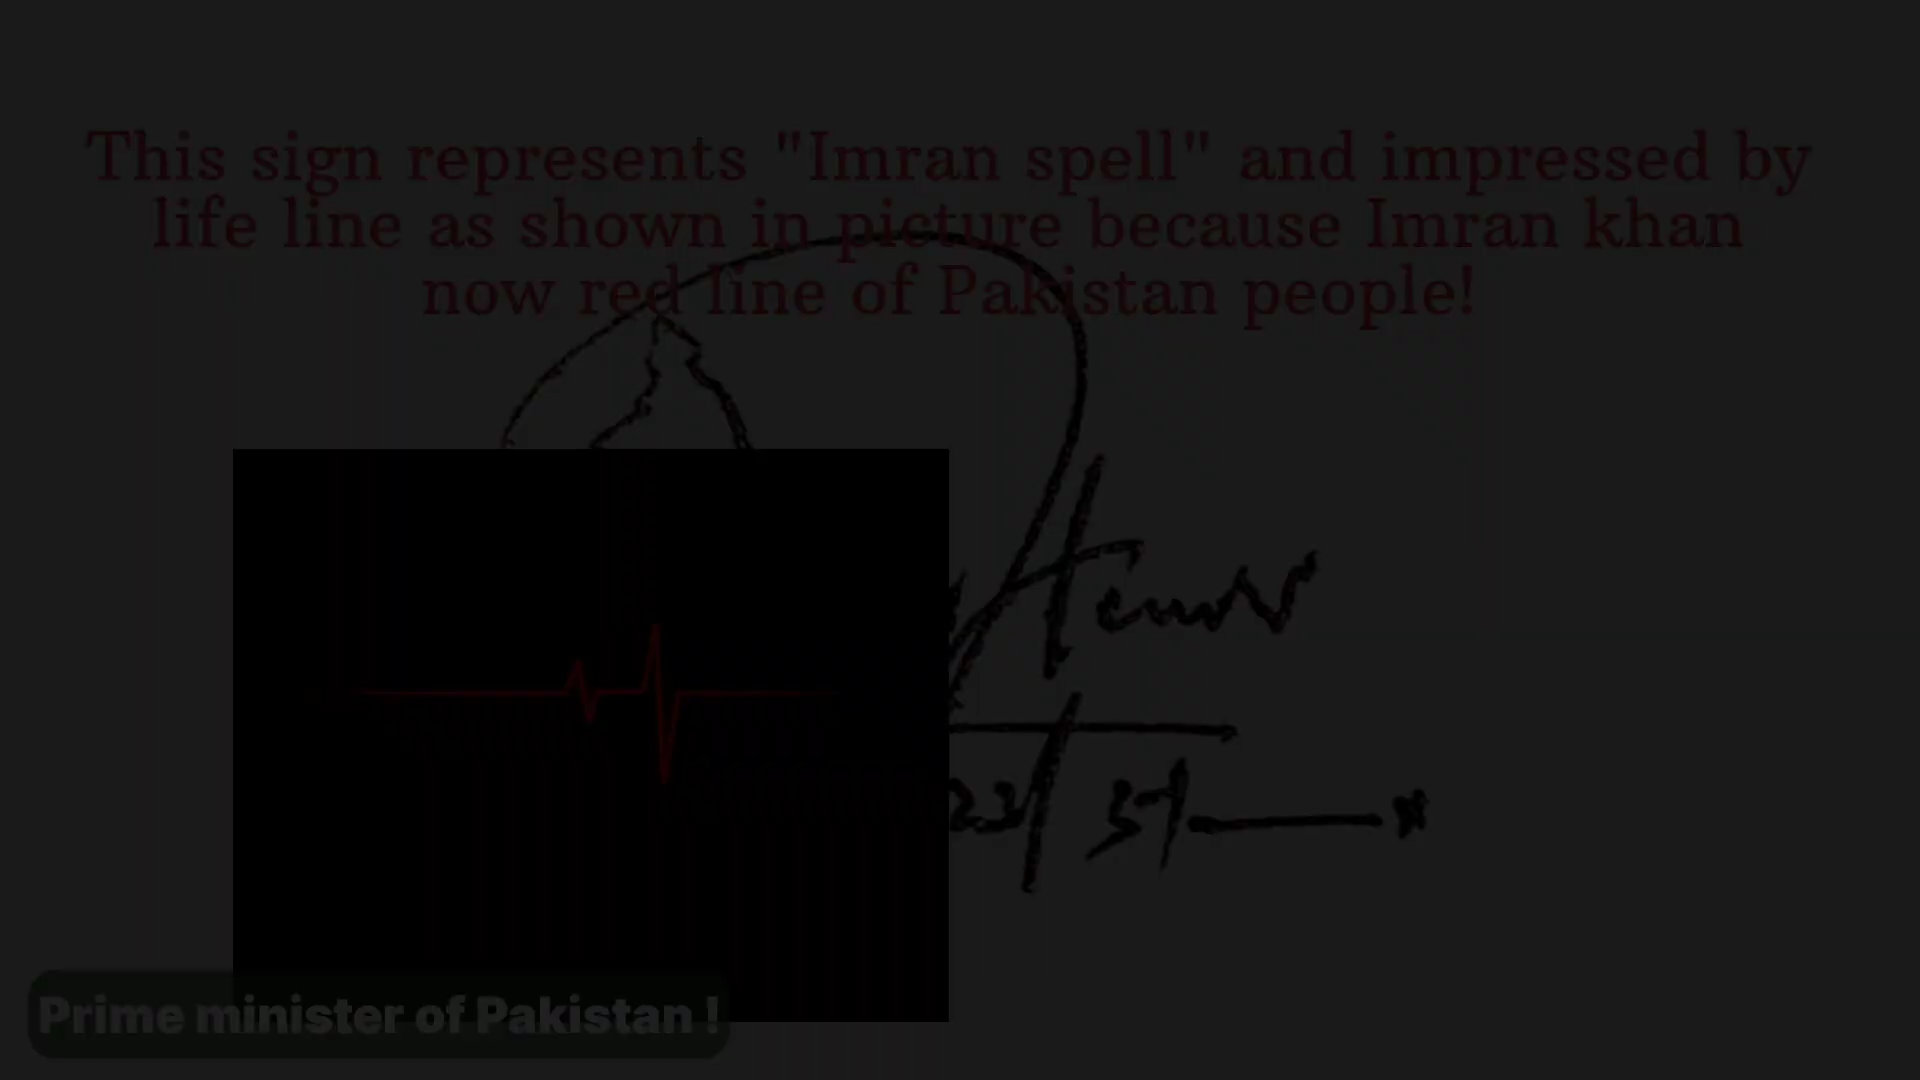 This sign represents "Imran spell" and impressed by
life line as shown in picture because Imran khan
now red line of Pakistan people!
Prime minister of Pakistan !